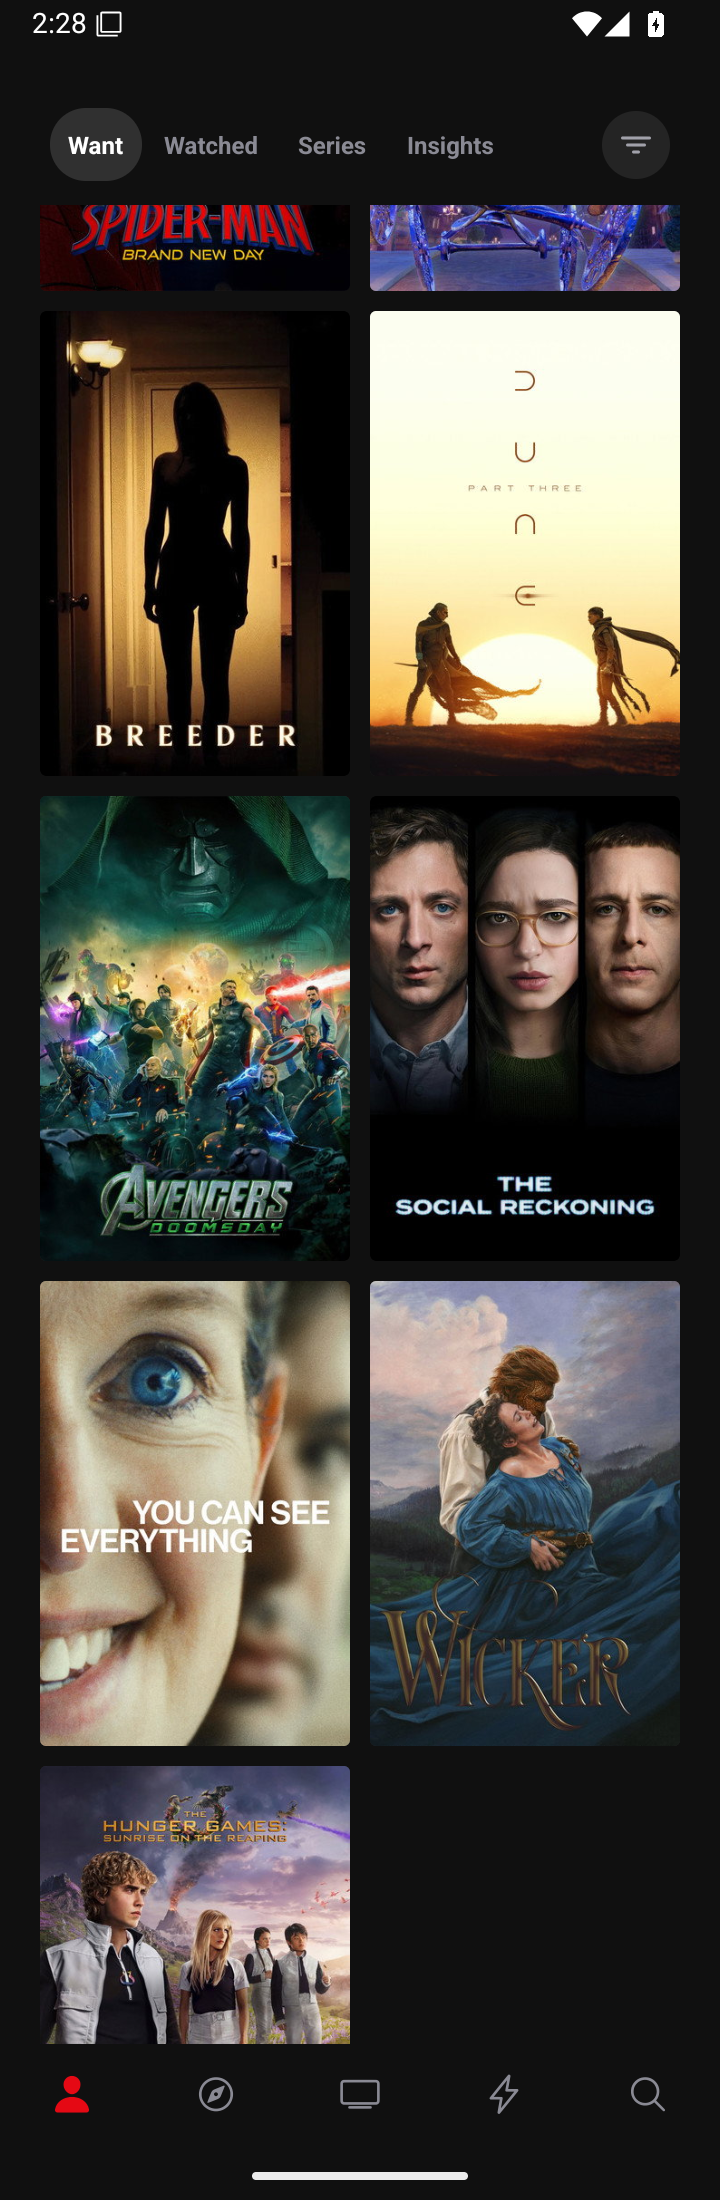 2:28
Want Watched Series Insights
SPIDER-MAN
BRAND NEW DAY
BREEDER
DUNE
PART THREE
AVENGERS
DOOMSDAY
THE
SOCIAL RECKONING
YOU CAN SEE
EVERYTHING
WICKER
THE
HUNGER GAMES:
SUNRISE ON THE REAPING